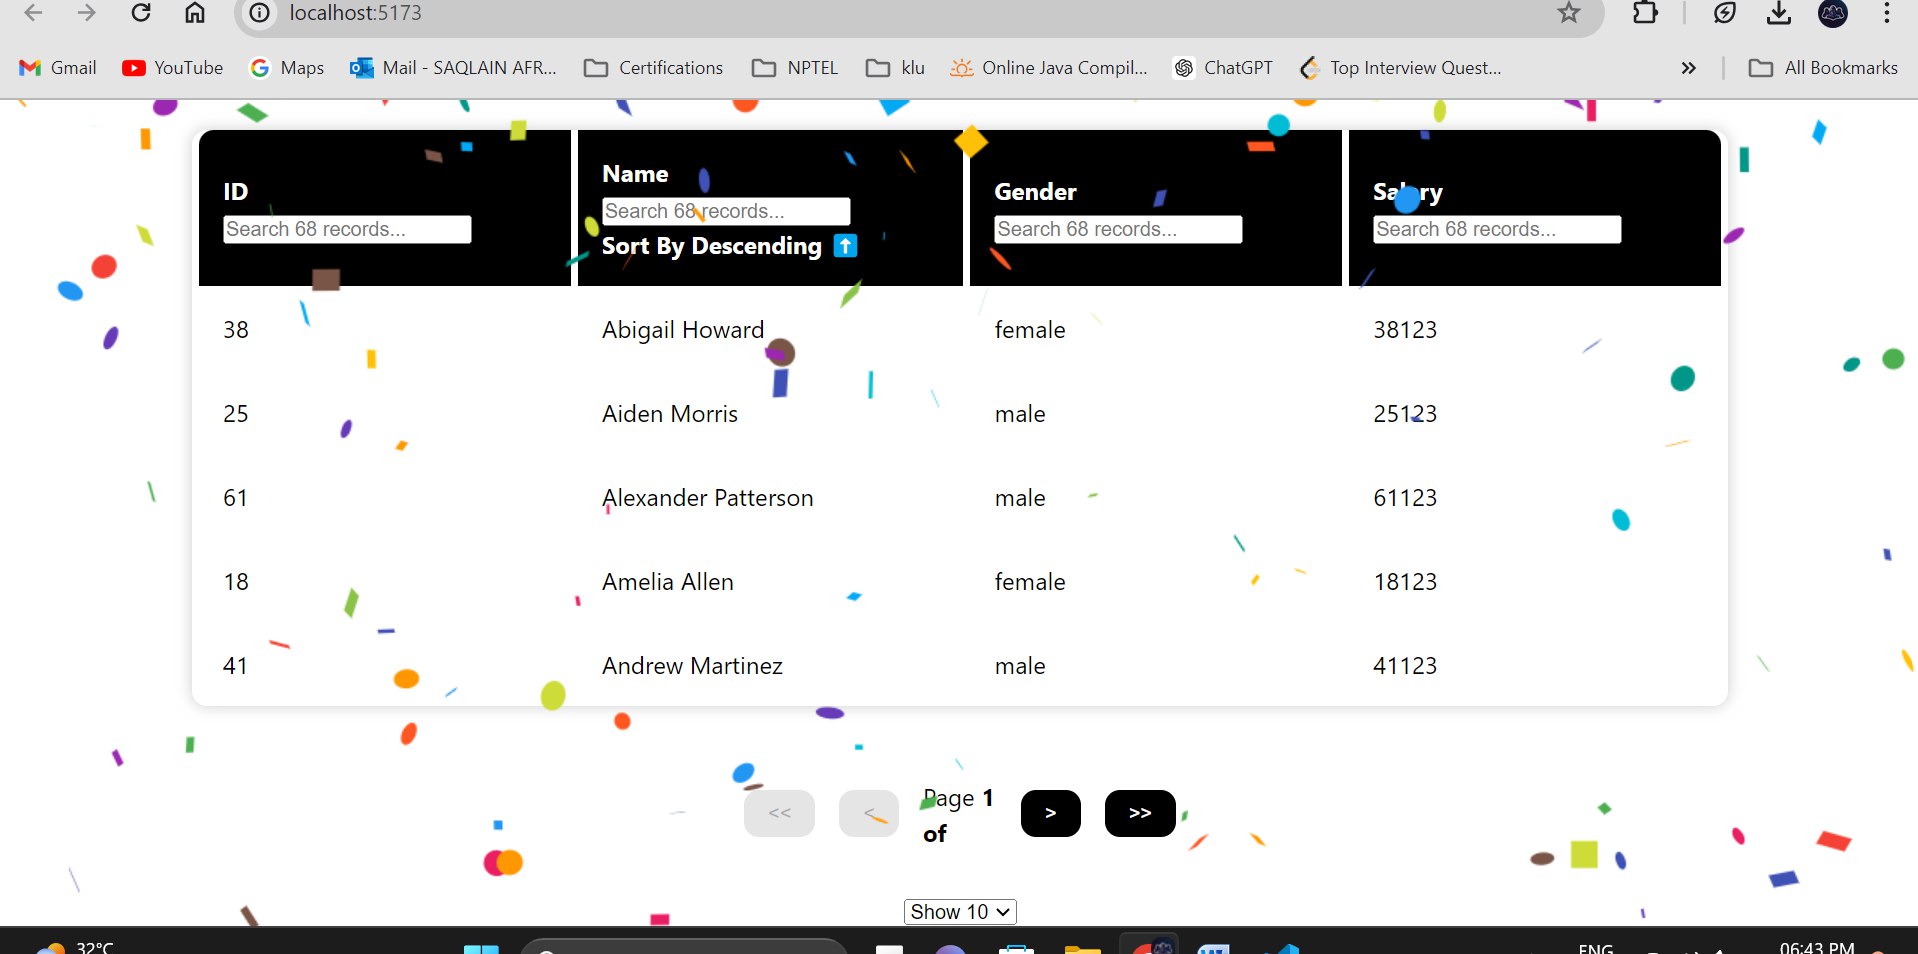 localhost:5173
Gmail YouTube Maps Mail - SAQLAIN AFR... Certifications NPTEL klu Online Java Compil... ChatGPT Top Interview Quest... » All Bookmarks
ID Name Gender Salary
Search 68 records... Search 68 records... Search 68 records... Search 68 records...
Sort By Descending
38 Abigail Howard female 38123
25 Aiden Morris male 25123
61 Alexander Patterson male 61123
18 Amelia Allen female 18123
41 Andrew Martinez male 41123
<< < Page 1 > >>
of
Show 10
32°C ENG 06:43 PM